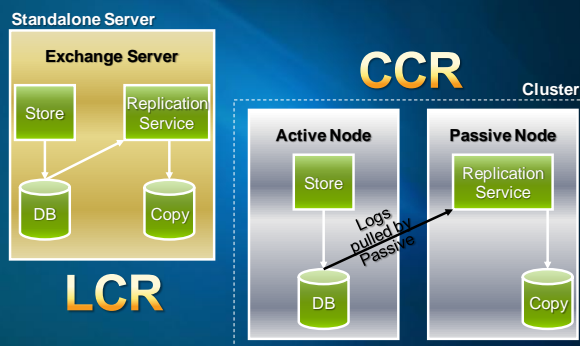 Standalone Server
Exchange Server
Store
Replication
Service
DB
Copy
LCR
CCR
Cluster
Active Node
Store
Logs
pulled by
Passive
DB
Passive Node
Replication
Service
Copy